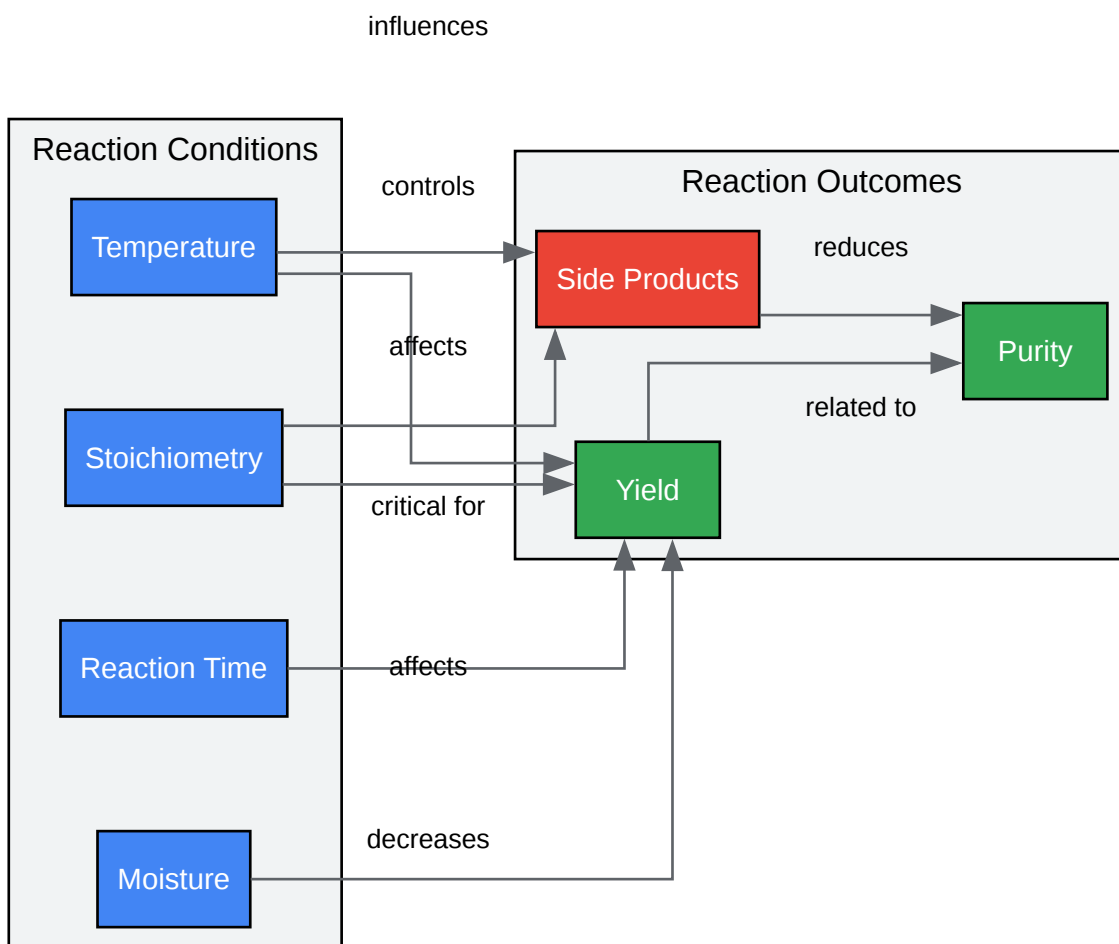 influences
Reaction Conditions
Reaction Outcomes
controls
Temperature
reduces
Side Products
affects
Purity
related to
Stoichiometry
Yield
critical for
Reaction Time
affects
decreases
Moisture